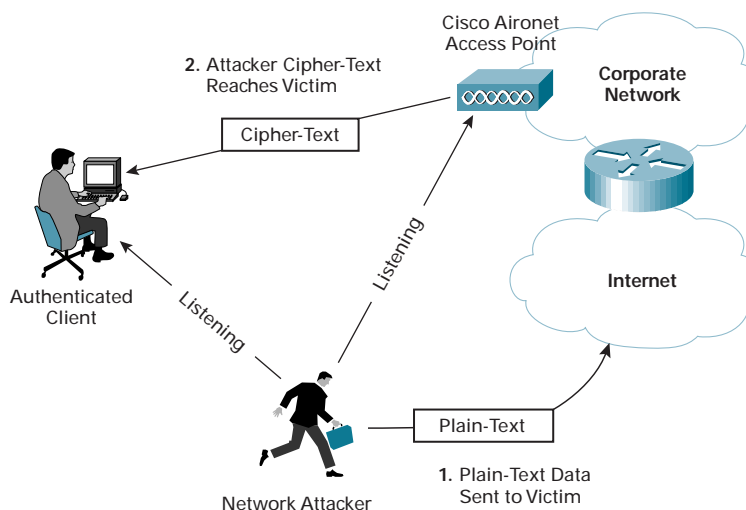 Cisco Aironet
Access Point
2. Attacker Cipher-Text
Reaches Victim
Corporate
Network
Cipher-Text
Listening
Internet
Authenticated
Client
Listening
Plain-Text
1. Plain-Text Data
Sent to Victim
Network Attacker